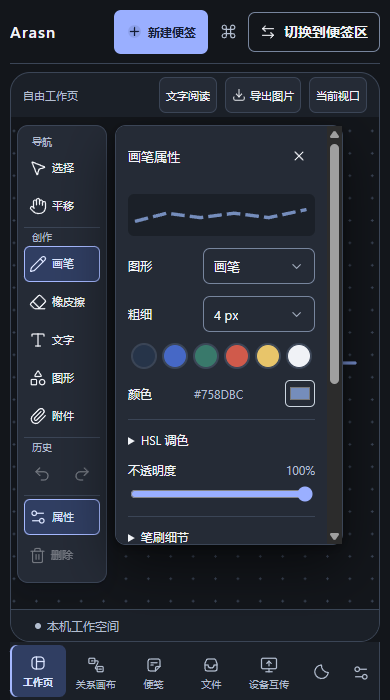 Arasn
新建便签
切换到便签区
自由工作页
文字阅读
导出图片
当前视口
导航
选择
平移
创作
画笔
橡皮擦
文字
图形
附件
历史
属性
删除
画笔属性
图形
画笔
粗细
4 px
颜色
#758DBC
HSL 调色
不透明度
100%
笔刷细节
本机工作空间
工作页
关系画布
便笺
文件
设备互传